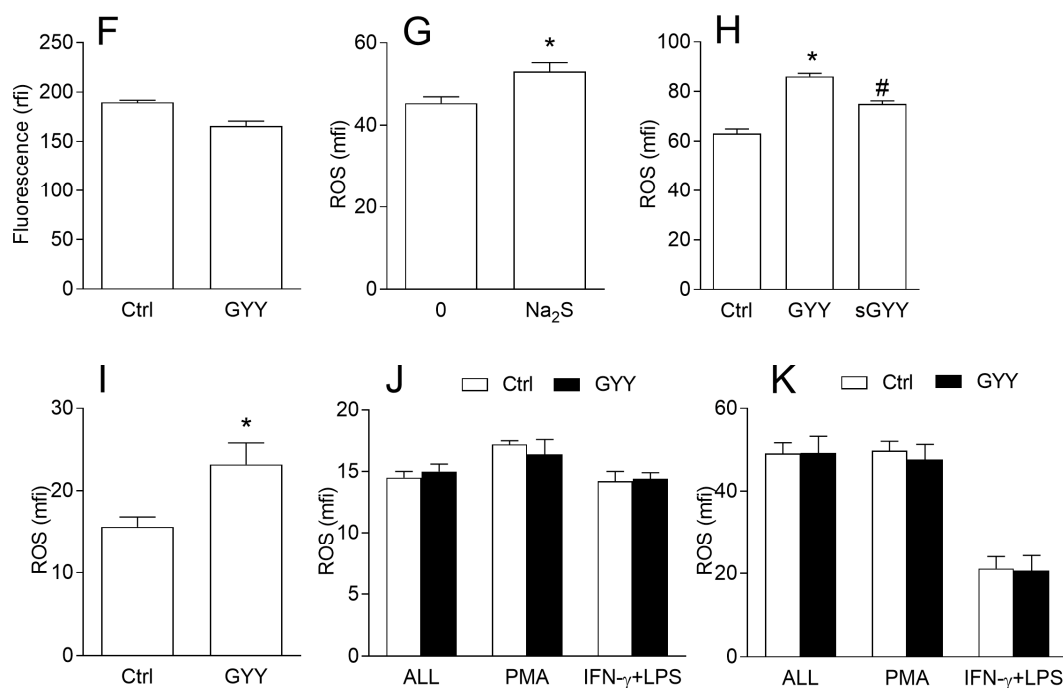 F
250
200
150
100
50
0
Fluorescence (rfi)
Ctrl GYY
G
60
40
20
0
ROS (mfi)
*
0 Na₂S
H
100
80
60
40
20
0
ROS (mfi)
*
#
Ctrl GYY sGYY
I
30
20
10
0
ROS (mfi)
*
Ctrl GYY
J
Ctrl GYY
20
15
10
5
0
ROS (mfi)
ALL PMA IFN-γ+LPS
K
Ctrl GYY
60
40
20
0
ROS (mfi)
ALL PMA IFN-γ+LPS